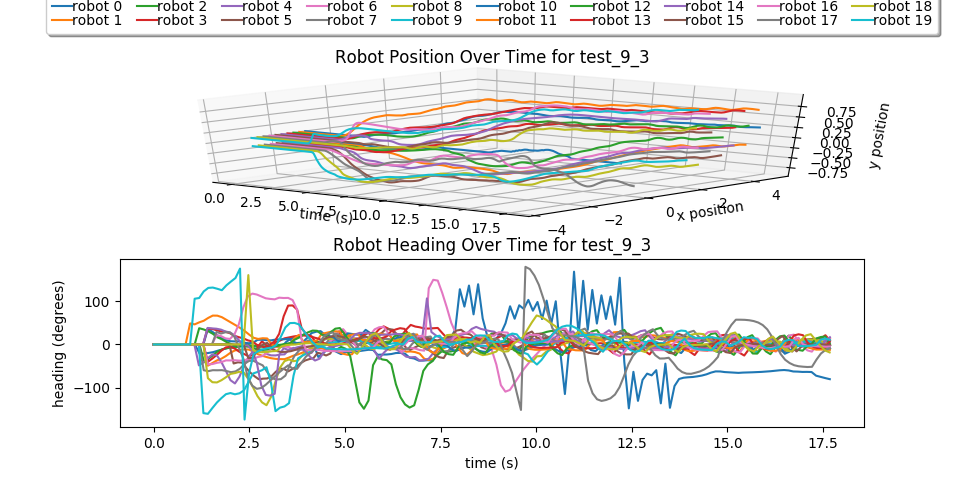 robot 0 robot 2 robot 4 robot 6 robot 8 robot 10 robot 12 robot 14 robot 16 robot 18
robot 1 robot 3 robot 5 robot 7 robot 9 robot 11 robot 13 robot 15 robot 17 robot 19
Robot Position Over Time for test_9_3
0.75
0.50
0.25
0.00
−0.25
−0.50
−0.75
y position
0.0 2.5 5.0 7.5 10.0 12.5 15.0 17.5
time (s)
−4 −2 0 2 4
x position
Robot Heading Over Time for test_9_3
100
0
−100
heading (degrees)
0.0 2.5 5.0 7.5 10.0 12.5 15.0 17.5
time (s)